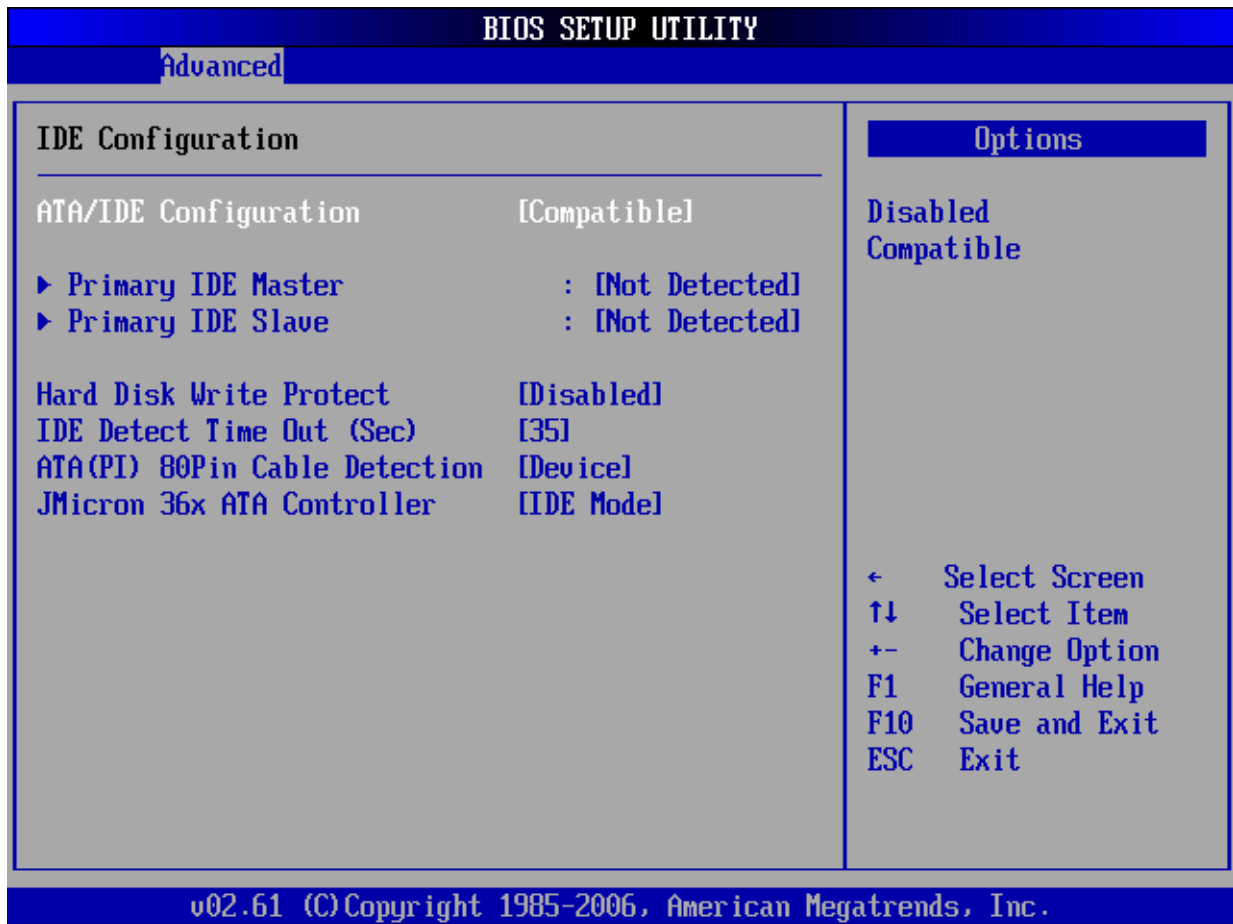 BIOS SETUP UTILITY
Advanced
IDE Configuration
ATA/IDE Configuration [Compatible]
▶ Primary IDE Master : [Not Detected]
▶ Primary IDE Slave : [Not Detected]
Hard Disk Write Protect [Disabled]
IDE Detect Time Out (Sec) [35]
ATA(PI) 80Pin Cable Detection [Device]
JMicron 36x ATA Controller [IDE Mode]
Options
Disabled
Compatible
← Select Screen
↑↓ Select Item
+- Change Option
F1 General Help
F10 Save and Exit
ESC Exit
v02.61 (C)Copyright 1985-2006, American Megatrends, Inc.